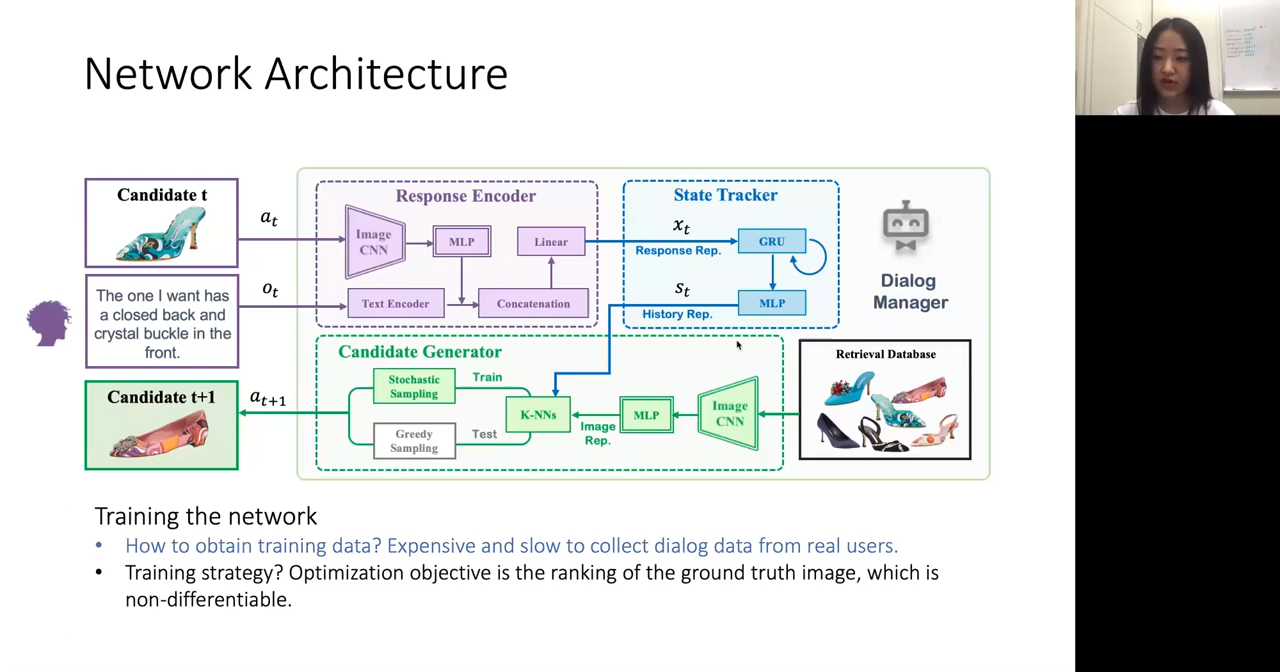 Network Architecture
Candidate t
a_t
Response Encoder
Image
CNN
MLP
Linear
State Tracker
x_t
Response Rep.
GRU
The one I want has
a closed back and
crystal buckle in the
front.
o_t
Text Encoder
Concatenation
s_t
History Rep.
MLP
Dialog
Manager
Candidate Generator
Retrieval Database
Candidate t+1
a_{t+1}
Stochastic
Sampling
Train
Greedy
Sampling
Test
K-NNs
Image
Rep.
MLP
Image
CNN
Training the network
• How to obtain training data? Expensive and slow to collect dialog data from real users.
• Training strategy? Optimization objective is the ranking of the ground truth image, which is
non-differentiable.